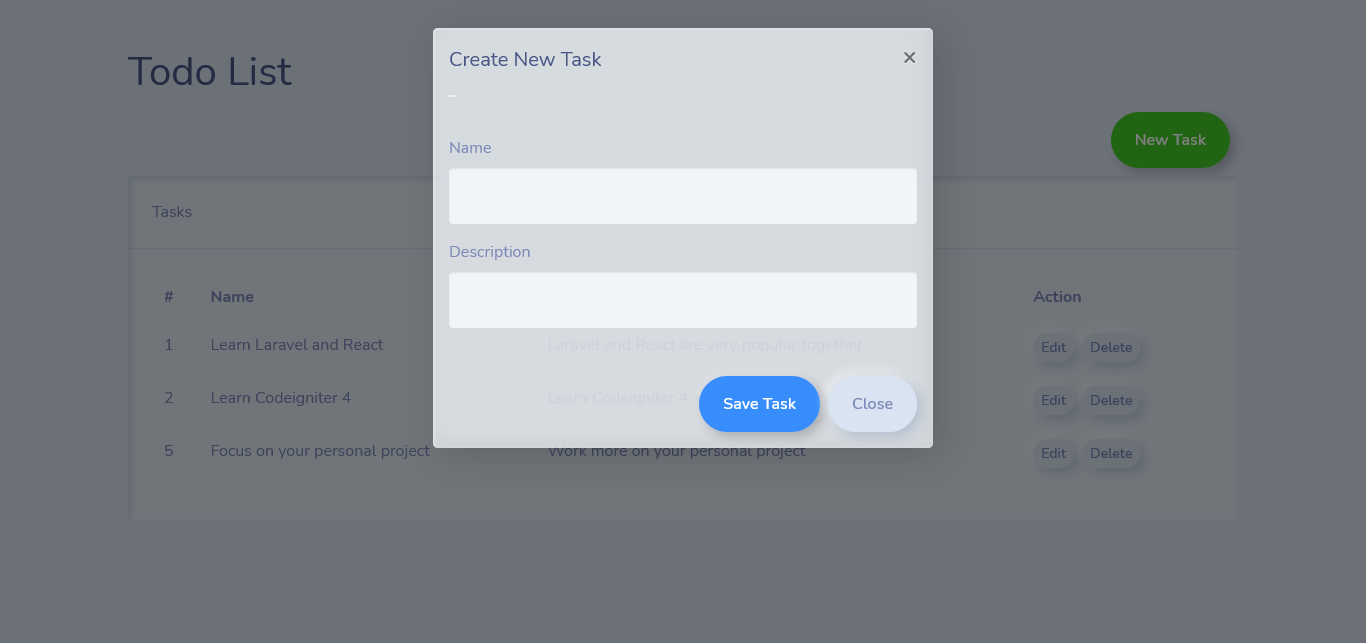 Todo List
Create New Task ×
New Task
Name
Description
Save Task Close
Tasks
# Name Action
1 Learn Laravel and React Laravel and React are very popular together Edit Delete
2 Learn Codeigniter 4 Learn Codeigniter 4 Edit Delete
5 Focus on your personal project Work more on your personal project Edit Delete